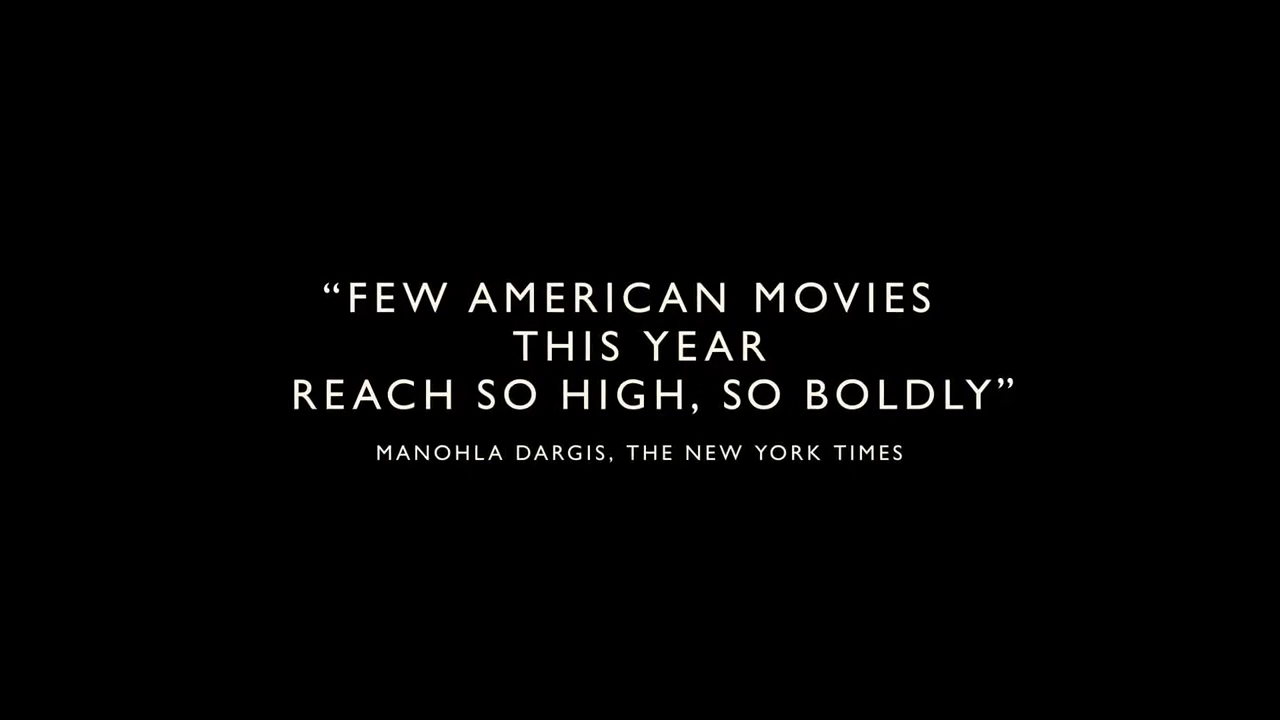 “FEW AMERICAN MOVIES
THIS YEAR
REACH SO HIGH, SO BOLDLY”
MANOHLA DARGIS, THE NEW YORK TIMES